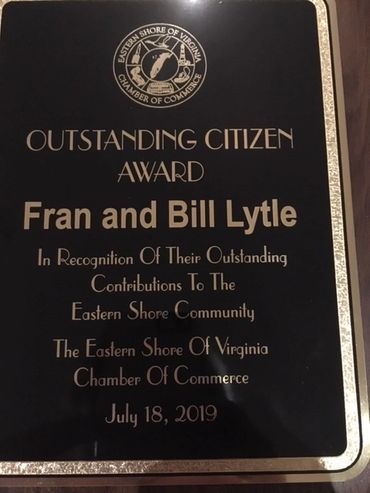 EASTERN SHORE OF VIRGINIA
CHAMBER OF COMMERCE
OUTSTANDING CITIZEN
AWARD
Fran and Bill Lytle
In Recognition Of Their Outstanding
Contributions To The
Eastern Shore Community
The Eastern Shore Of Virginia
Chamber Of Commerce
July 18, 2019